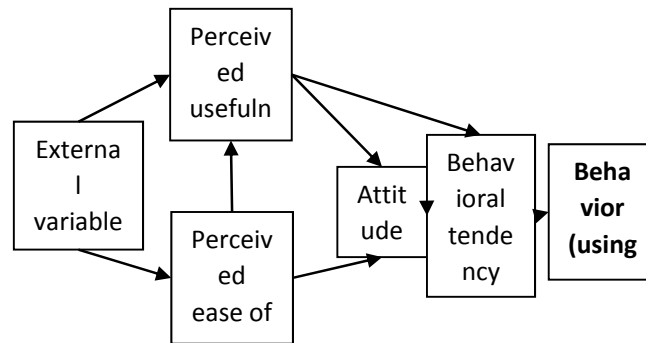 Perceiv
ed
usefuln
Externa
l
variable
Perceiv
ed
ease of
Attit
ude
Behav
ioral
tende
ncy
Beha
vior
(using